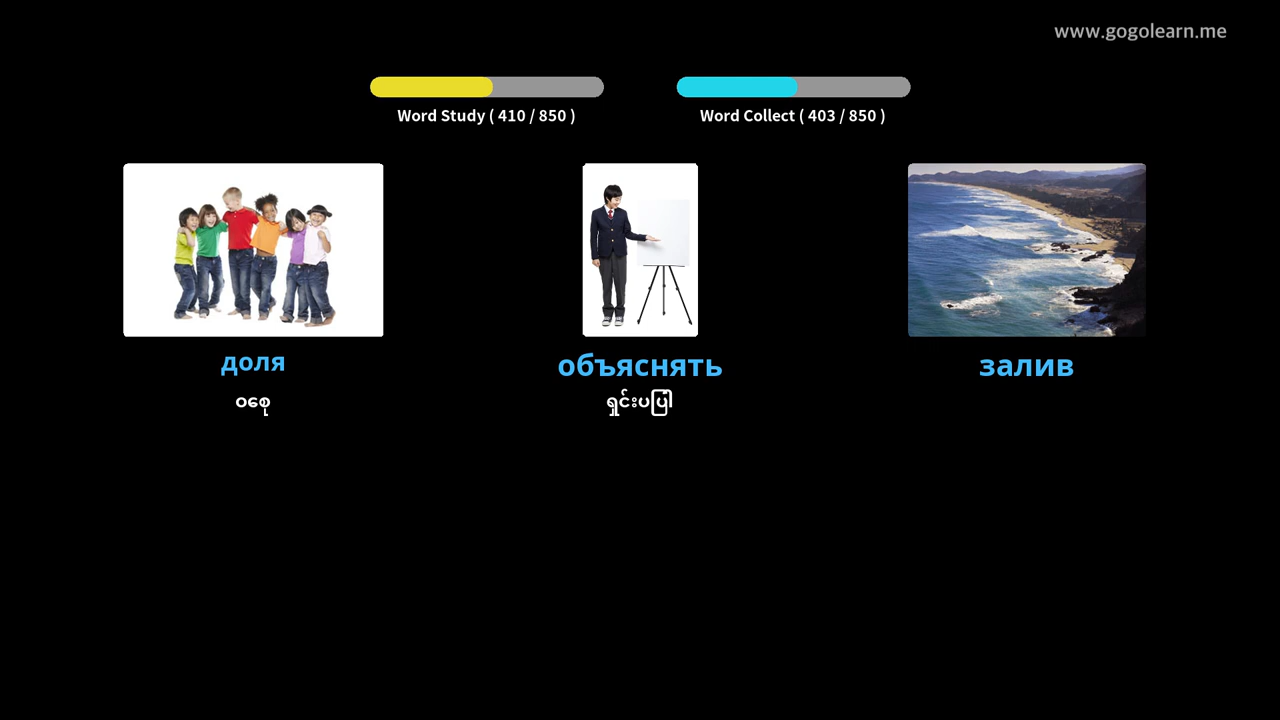 www.gogolearn.me
Word Study ( 410 / 850 )
Word Collect ( 403 / 850 )
доля
ဝေစု
объяснять
ရှင်းပပြါ
залив